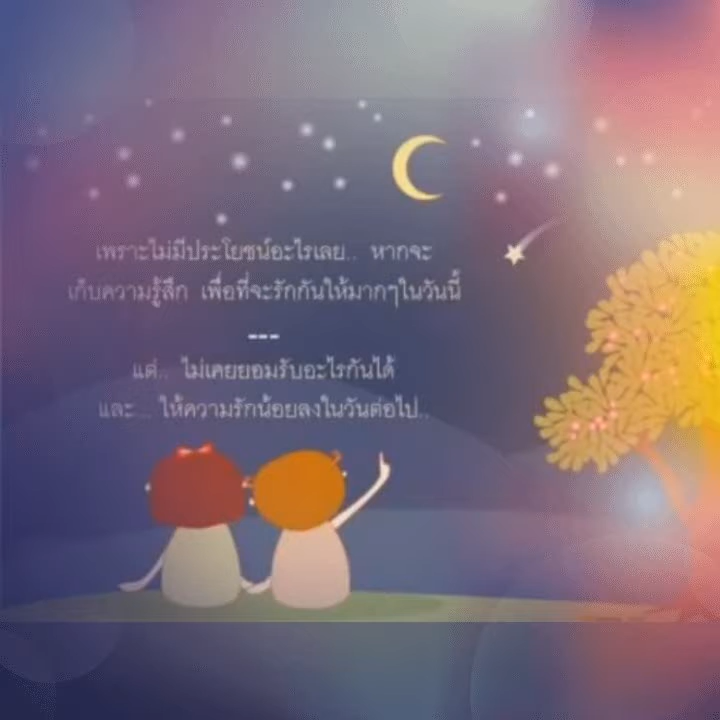 เพราะไม่มีประโยชน์อะไรเลย.. หากจะ
เก็บความรู้สึก เพื่อที่จะรักกันให้มากๆในวันนี้
---
แต่.. ไม่เคยยอมรับอะไรกันได้
และ... ให้ความรักน้อยลงในวันต่อไป..